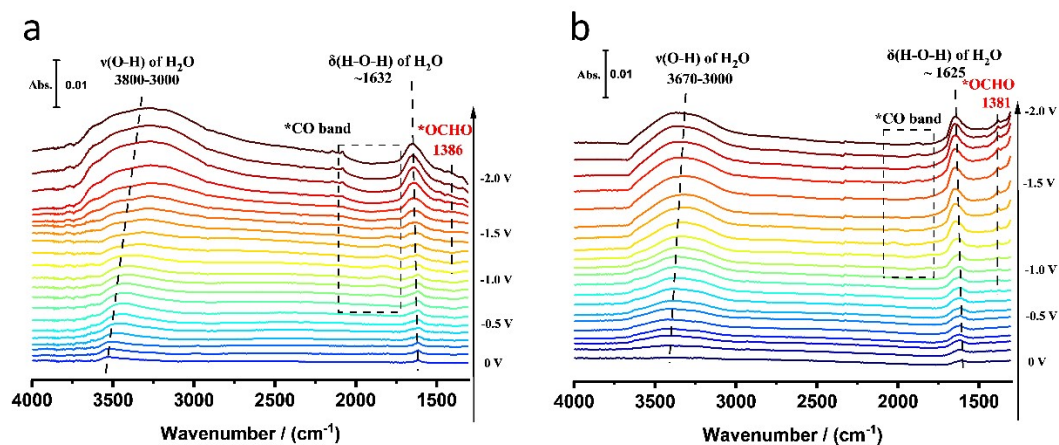 a
ν(O-H) of H₂O
3800-3000
δ(H-O-H) of H₂O
~1632
Abs.
0.01
*CO band
*OCHO
1386
-2.0 V
-1.5 V
-1.0 V
-0.5 V
0 V
4000 3500 3000 2500 2000 1500
Wavenumber / (cm⁻¹)
b
ν(O-H) of H₂O
3670-3000
δ(H-O-H) of H₂O
~ 1625
Abs.
0.01
*CO band
*OCHO
1381
-2.0 V
-1.5 V
-1.0 V
-0.5 V
0 V
4000 3500 3000 2500 2000 1500
Wavenumber / (cm⁻¹)